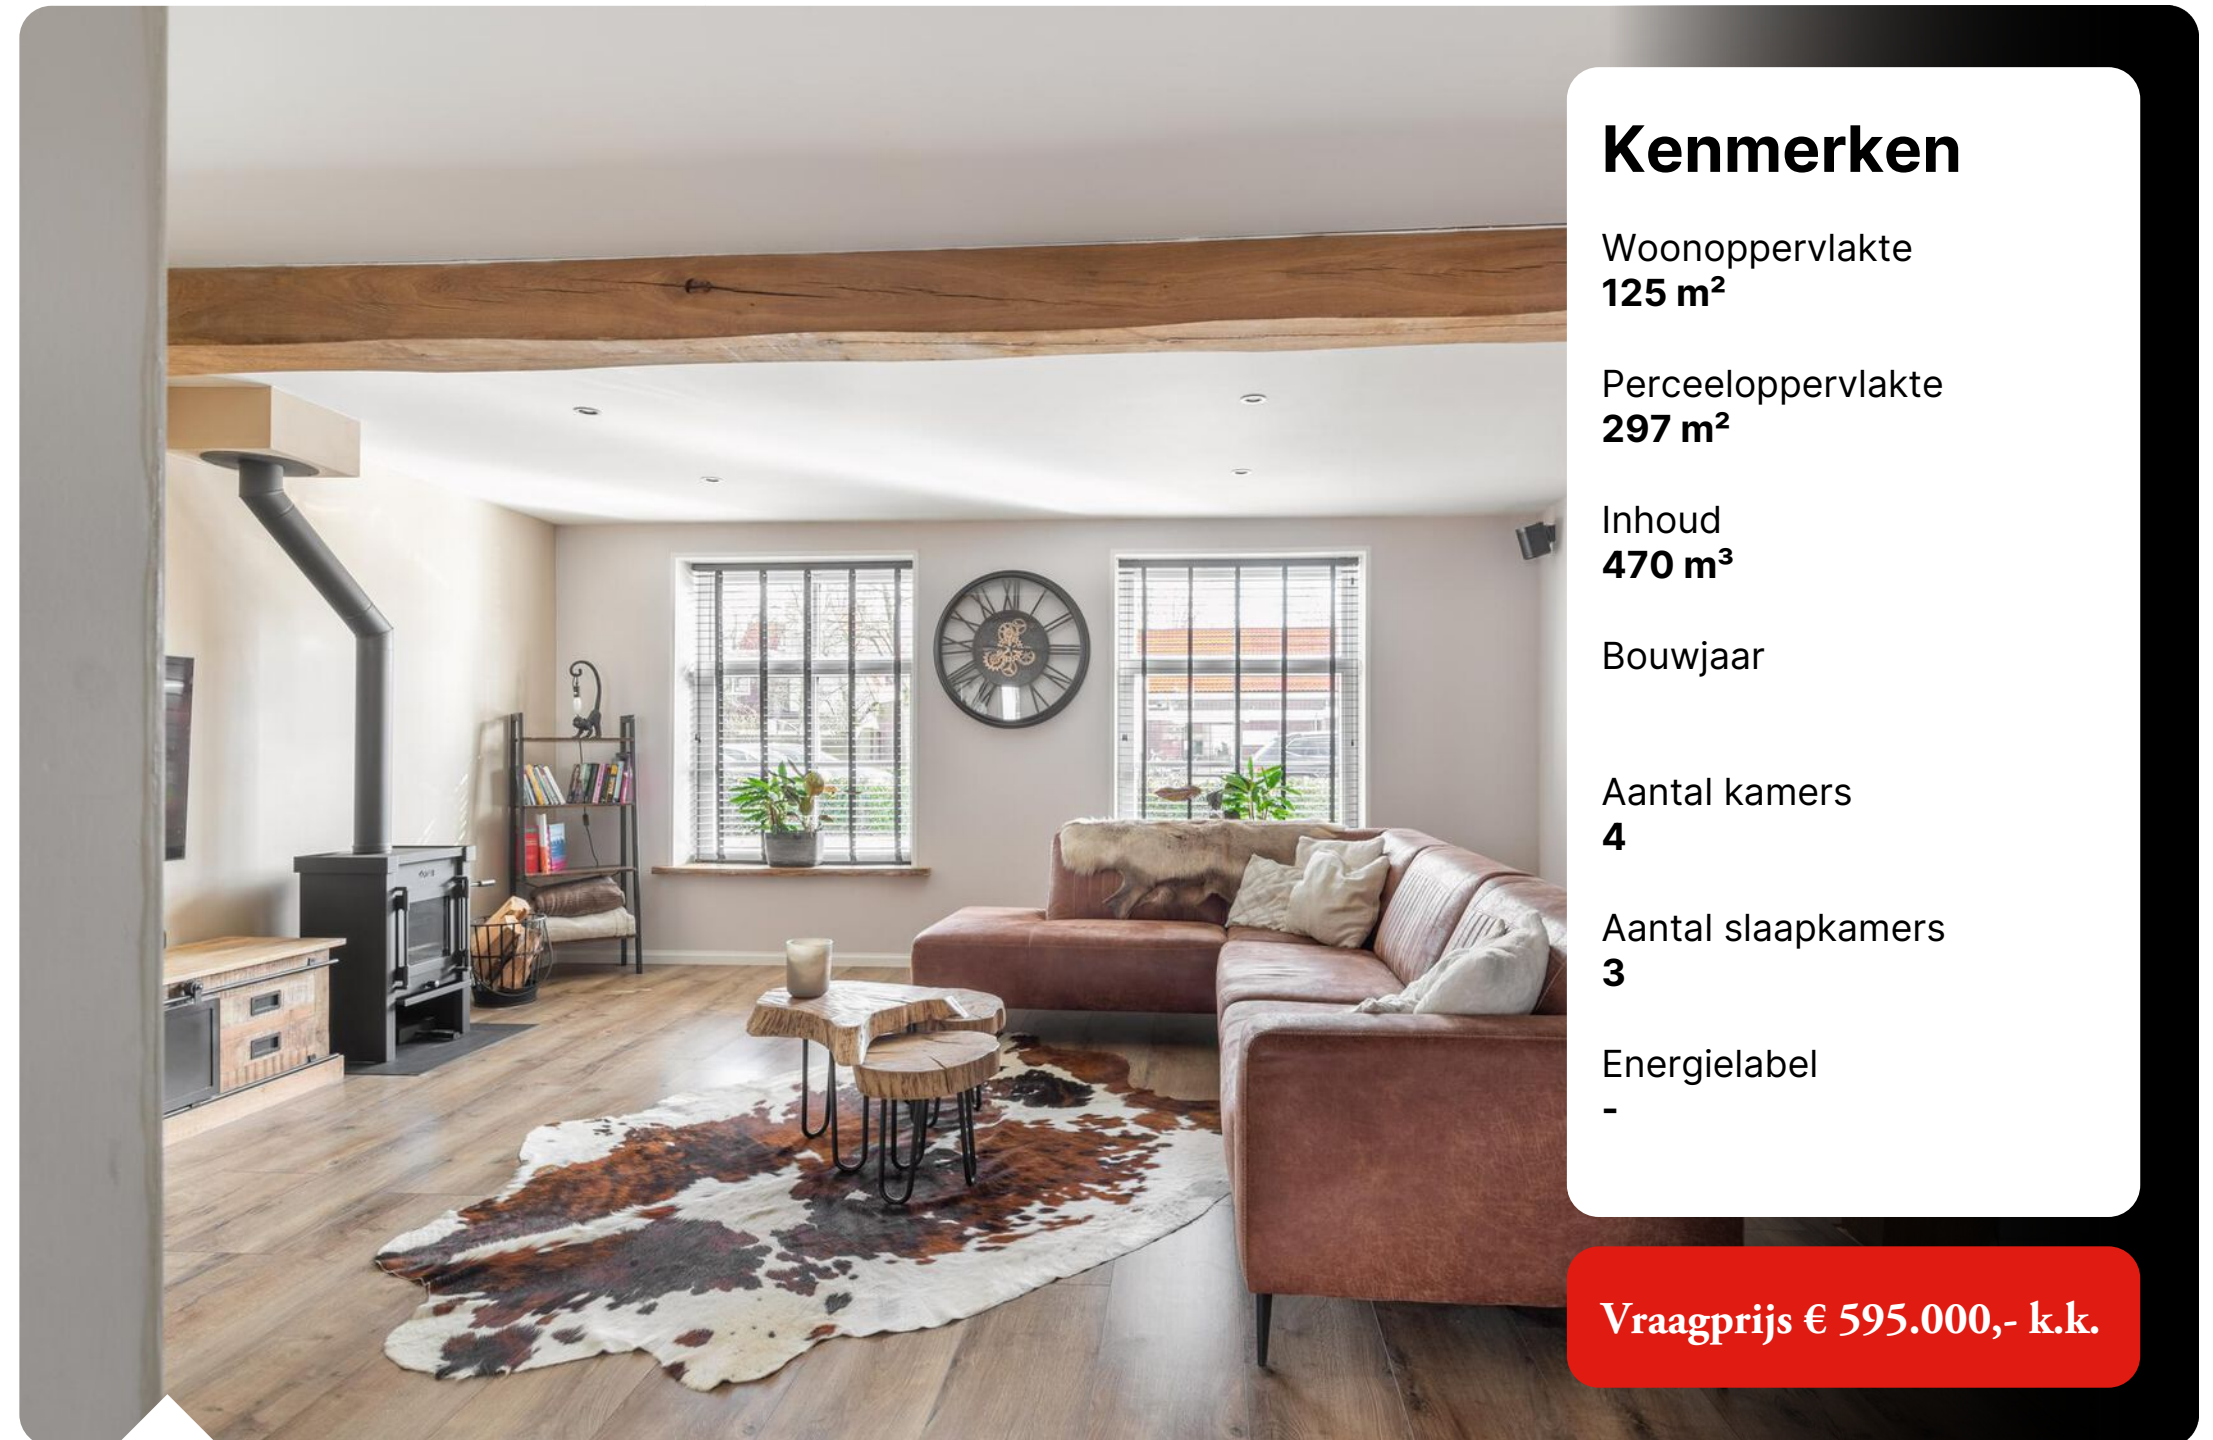 Kenmerken
Woonoppervlakte
125 m²
Perceeloppervlakte
297 m²
Inhoud
470 m³
Bouwjaar
Aantal kamers
4
Aantal slaapkamers
3
Energielabel
-
Vraagprijs € 595.000,- k.k.